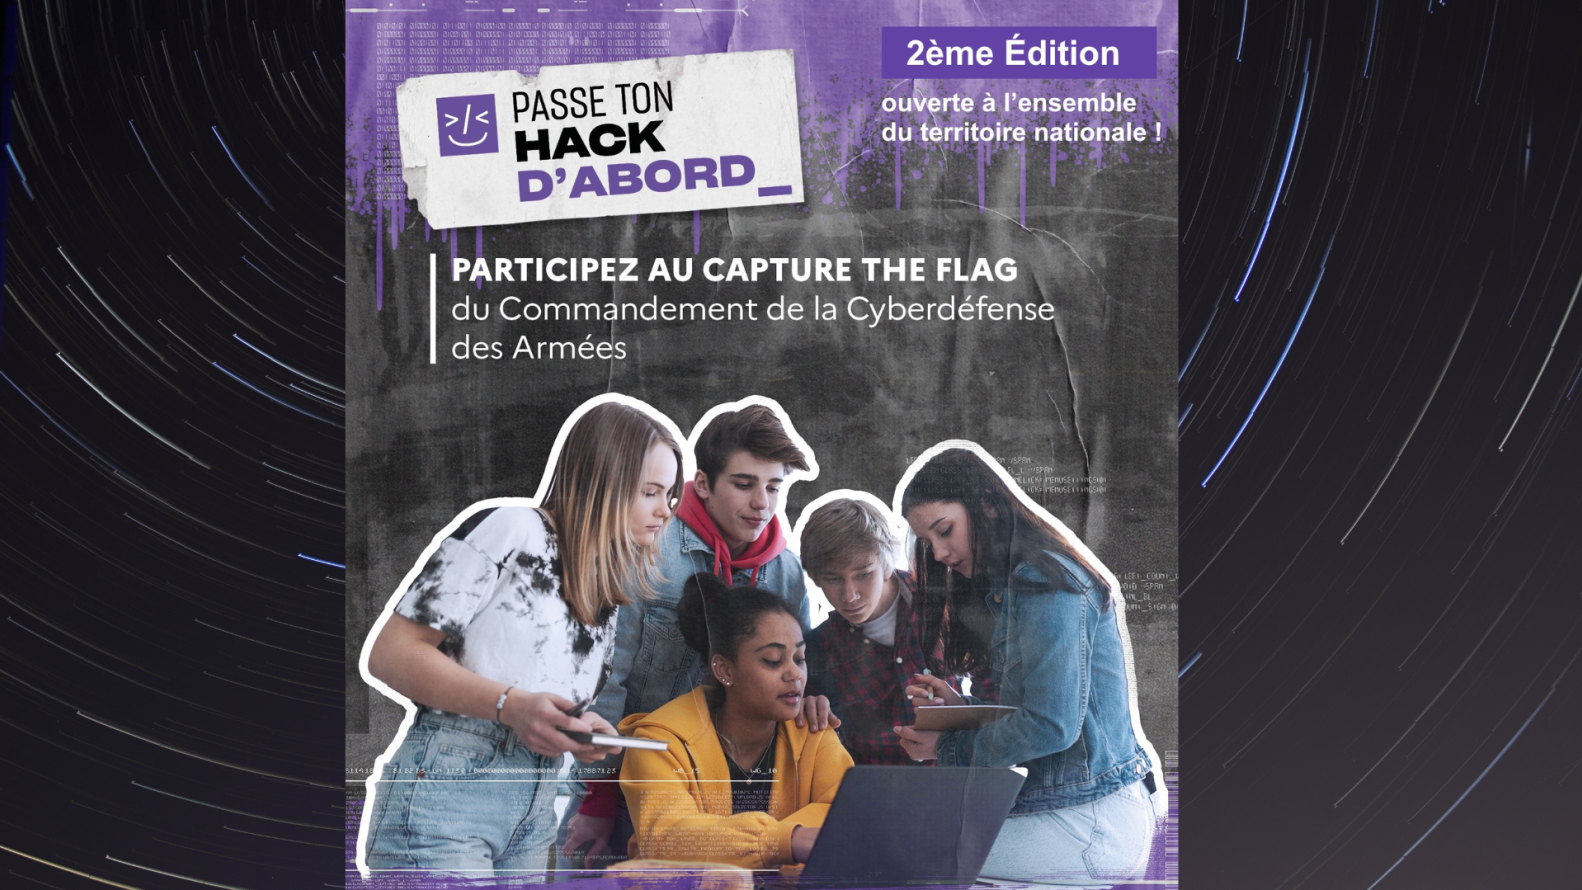 2ème Édition
ouverte à l'ensemble
du territoire nationale !
>/<
PASSE TON
HACK
D'ABORD_
PARTICIPEZ AU CAPTURE THE FLAG
du Commandement de la Cyberdéfense
des Armées